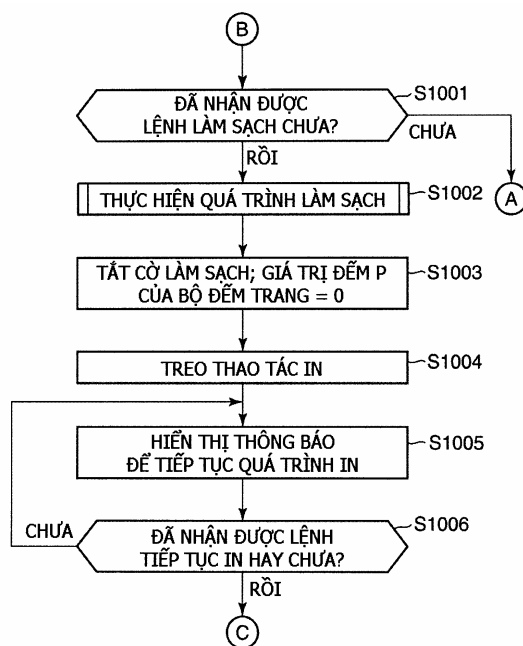 B
ĐÃ NHẬN ĐƯỢC
LỆNH LÀM SẠCH CHƯA?
S1001
CHƯA
RỒI
A
THỰC HIỆN QUÁ TRÌNH LÀM SẠCH
S1002
TẮT CỜ LÀM SẠCH; GIÁ TRỊ ĐẾM P
CỦA BỘ ĐẾM TRANG = 0
S1003
TREO THAO TÁC IN
S1004
HIỂN THỊ THÔNG BÁO
ĐỂ TIẾP TỤC QUÁ TRÌNH IN
S1005
CHƯA
ĐÃ NHẬN ĐƯỢC LỆNH
TIẾP TỤC IN HAY CHƯA?
S1006
RỒI
C